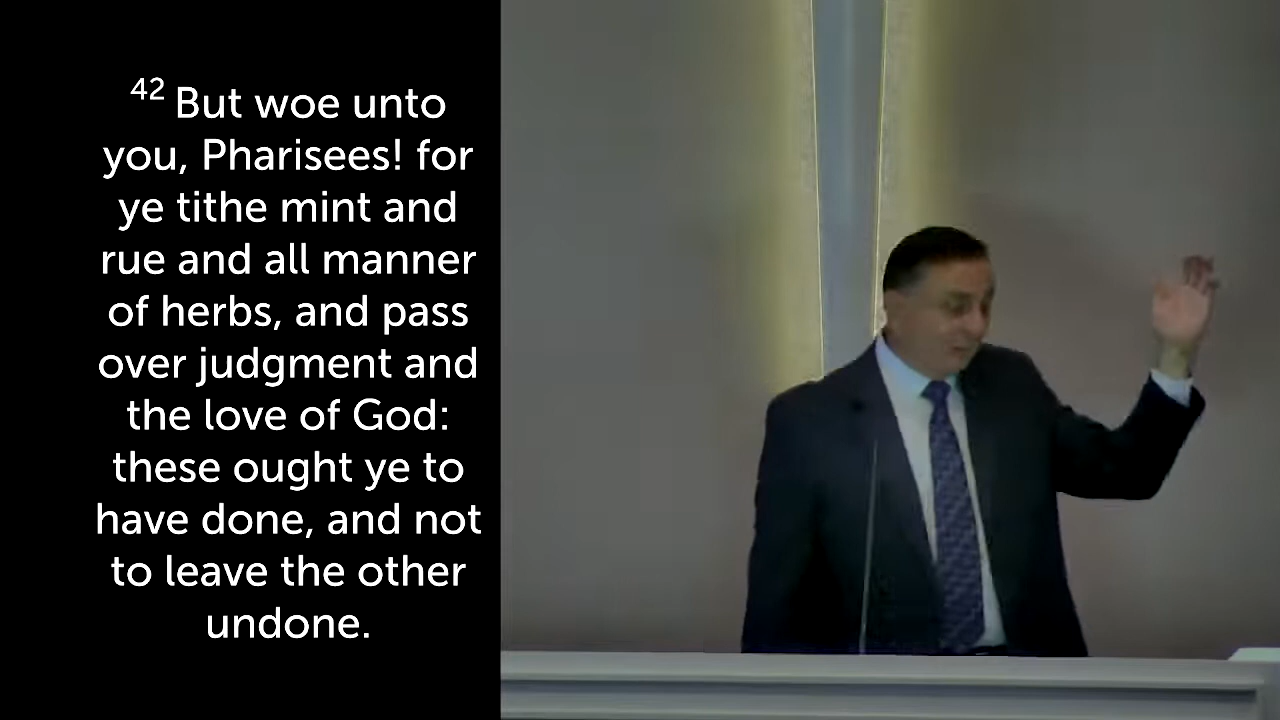 42 But woe unto
you, Pharisees! for
ye tithe mint and
rue and all manner
of herbs, and pass
over judgment and
the love of God:
these ought ye to
have done, and not
to leave the other
undone.